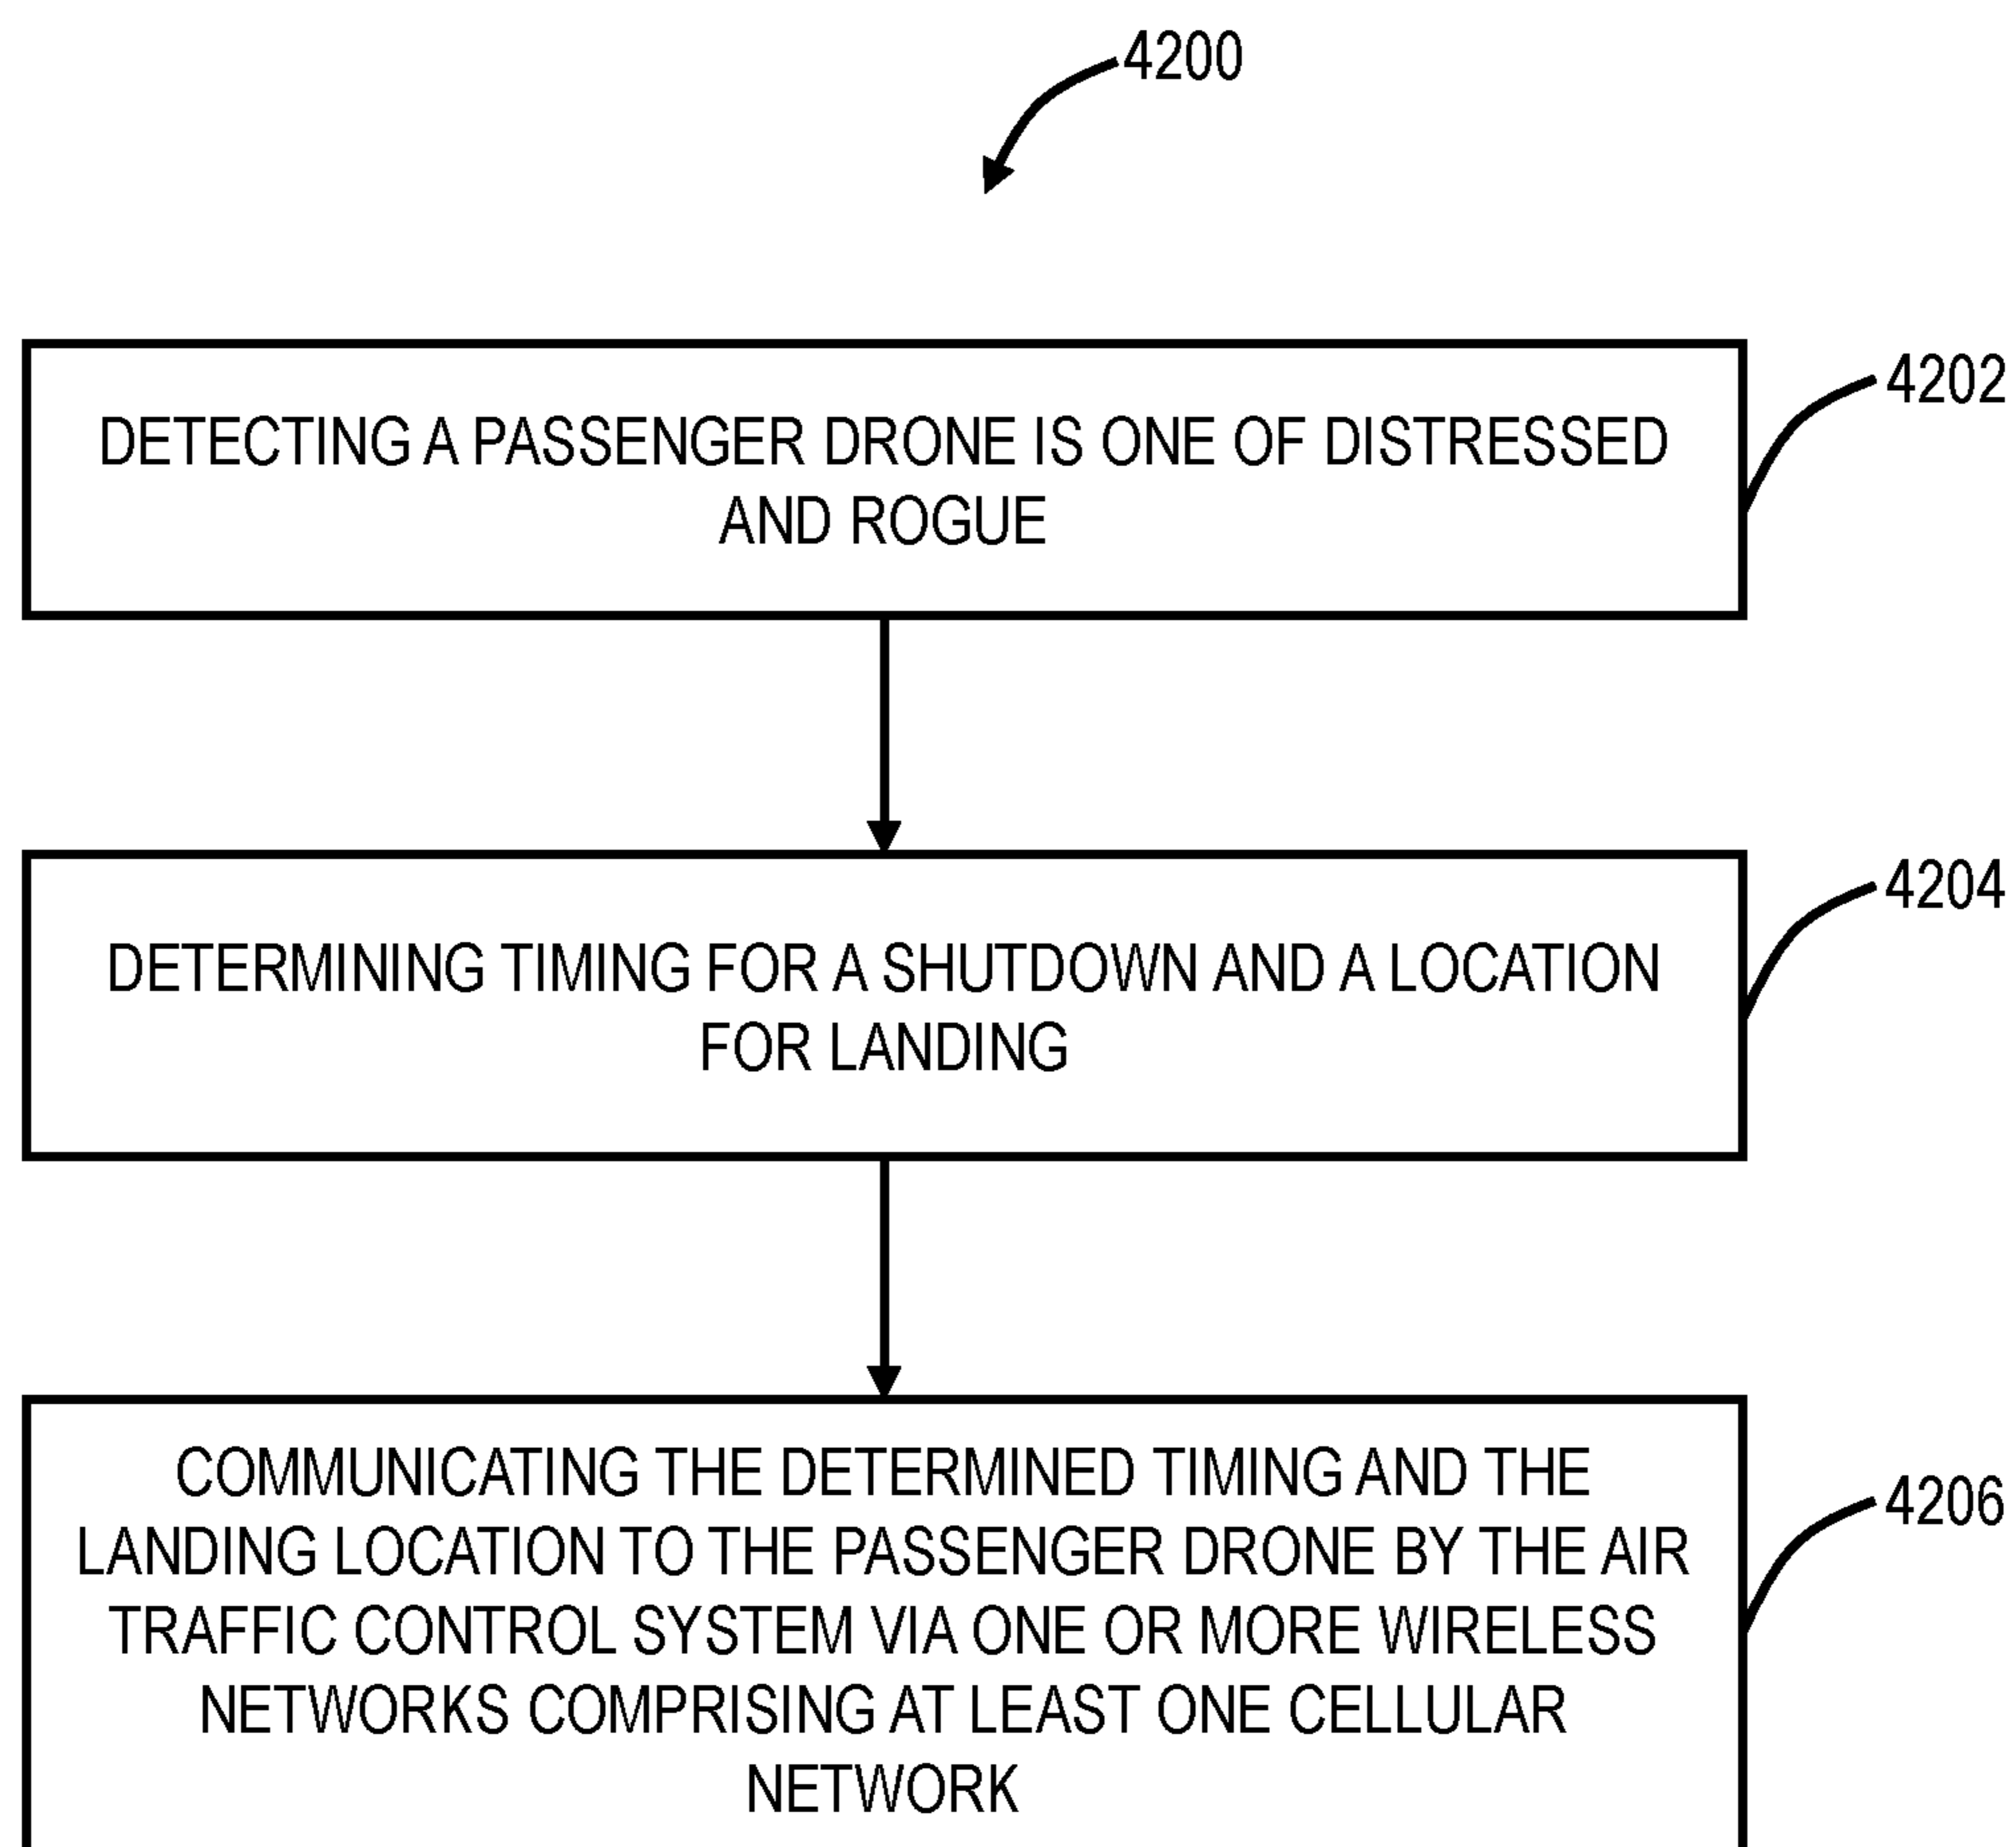 4200
4202
DETECTING A PASSENGER DRONE IS ONE OF DISTRESSED
AND ROGUE
4204
DETERMINING TIMING FOR A SHUTDOWN AND A LOCATION
FOR LANDING
COMMUNICATING THE DETERMINED TIMING AND THE
4206
LANDING LOCATION TO THE PASSENGER DRONE BY THE AIR
TRAFFIC CONTROL SYSTEM VIA ONE OR MORE WIRELESS
NETWORKS COMPRISING AT LEAST ONE CELLULAR
NETWORK